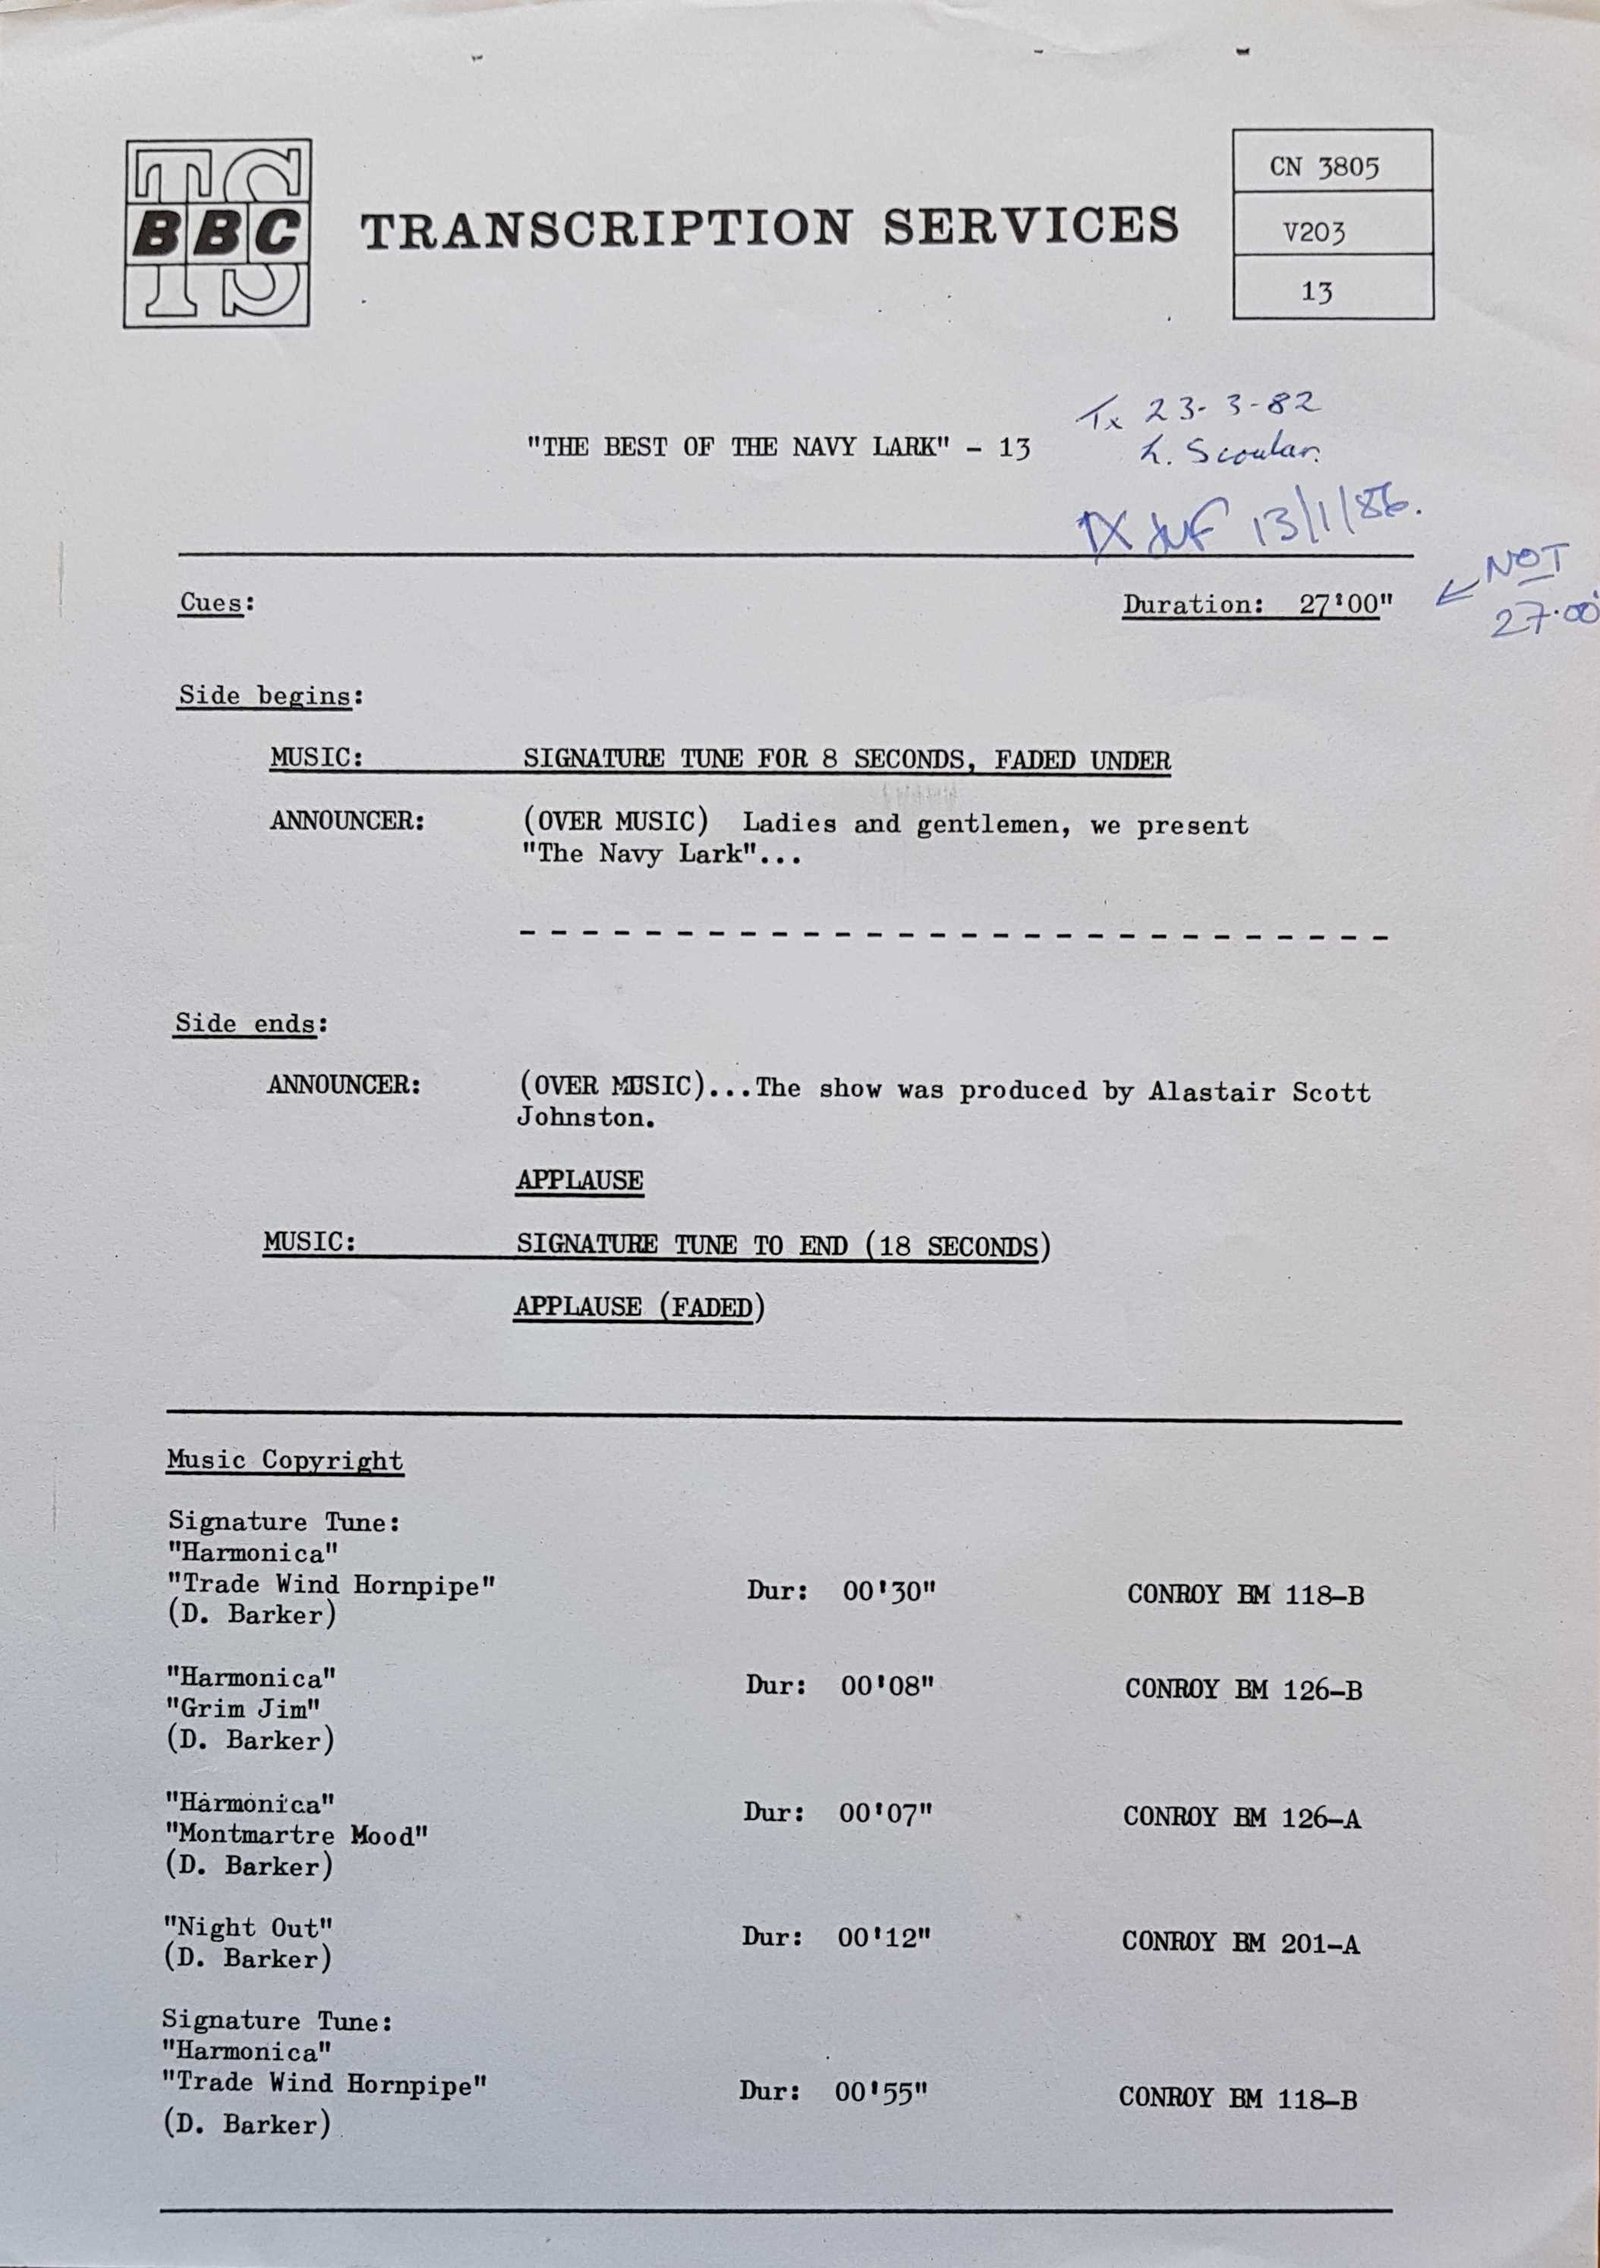 TS
BBC
TS
TRANSCRIPTION SERVICES
CN 3805
V203
13
Tx 23-3-82
"THE BEST OF THE NAVY LARK" - 13
L. Scoular.
TX 13/1/86.
Cues:
Duration: 27'00"
NOT
27.00
Side begins:
MUSIC: SIGNATURE TUNE FOR 8 SECONDS, FADED UNDER
ANNOUNCER: (OVER MUSIC) Ladies and gentlemen, we present
"The Navy Lark"...
Side ends:
ANNOUNCER: (OVER MUSIC)...The show was produced by Alastair Scott
Johnston.
APPLAUSE
MUSIC: SIGNATURE TUNE TO END (18 SECONDS)
APPLAUSE (FADED)
Music Copyright
Signature Tune:
"Harmonica"
"Trade Wind Hornpipe" Dur: 00'30" CONROY BM 118-B
(D. Barker)
"Harmonica" Dur: 00'08" CONROY BM 126-B
"Grim Jim"
(D. Barker)
"Harmonica" Dur: 00'07" CONROY BM 126-A
"Montmartre Mood"
(D. Barker)
"Night Out" Dur: 00'12" CONROY BM 201-A
(D. Barker)
Signature Tune:
"Harmonica"
"Trade Wind Hornpipe" Dur: 00'55" CONROY BM 118-B
(D. Barker)